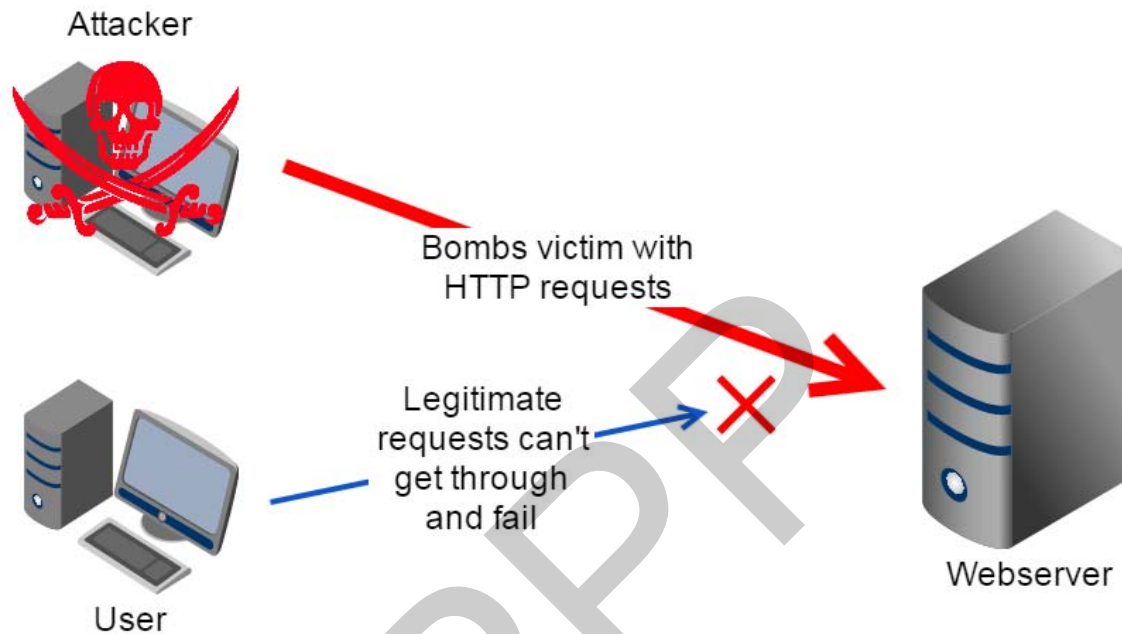 Attacker
Bombs victim with
HTTP requests
Legitimate
requests can't
get through
and fail
User
Webserver